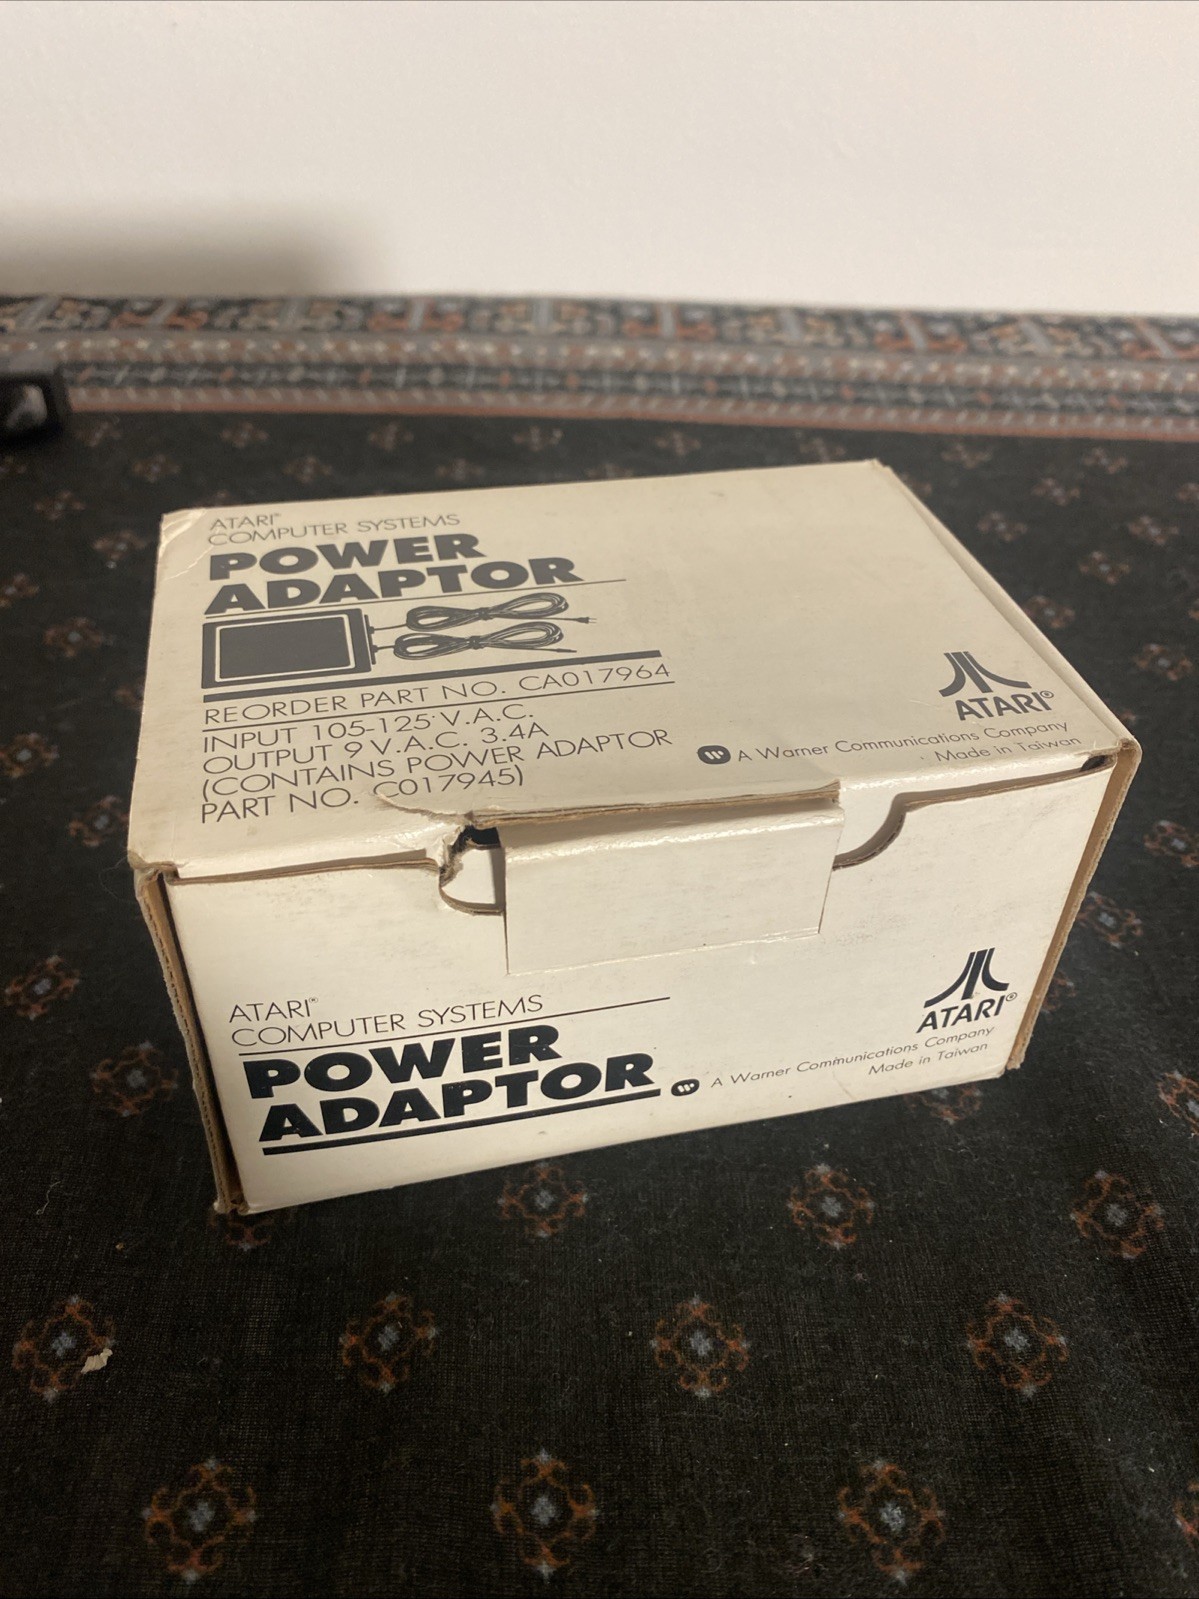 ATARI®
COMPUTER SYSTEMS
POWER
ADAPTOR
REORDER PART NO. CA017964
INPUT 105-125 V.A.C.
OUTPUT 9 V.A.C. 3.4A
(CONTAINS POWER ADAPTOR
PART NO. C017945)
ATARI®
A Warner Communications Company
Made in Taiwan
ATARI®
COMPUTER SYSTEMS
POWER
ADAPTOR
ATARI®
A Warner Communications Company
Made in Taiwan